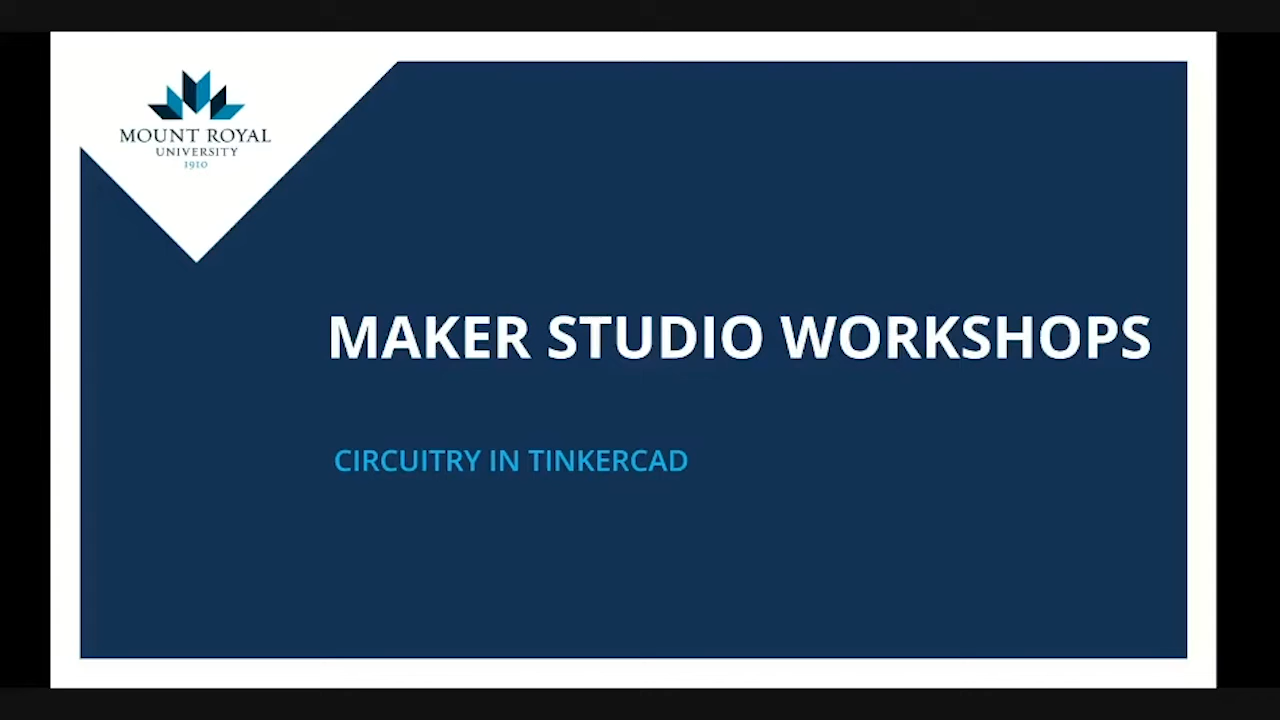 MOUNT ROYAL
UNIVERSITY
1910
MAKER STUDIO WORKSHOPS
CIRCUITRY IN TINKERCAD